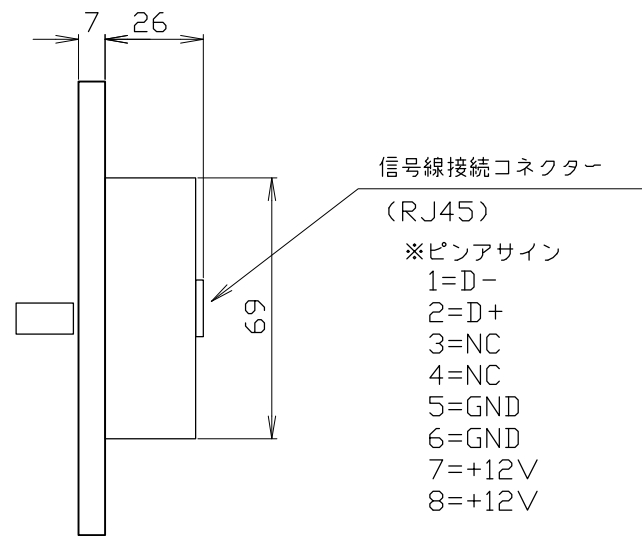 7 26
信号線接続コネクター
(RJ45)
※ピンアサイン
1=D-
2=D+
3=NC
4=NC
5=GND
6=GND
7=+12V
8=+12V
69